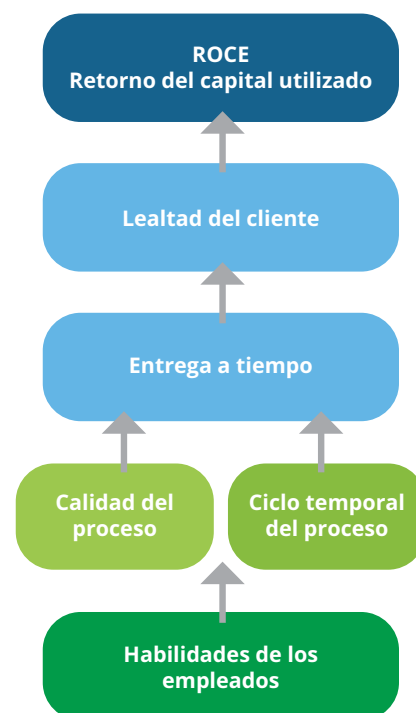 ROCE
Retorno del capital utilizado
Lealtad del cliente
Entrega a tiempo
Calidad del
proceso
Ciclo temporal
del proceso
Habilidades de los
empleados